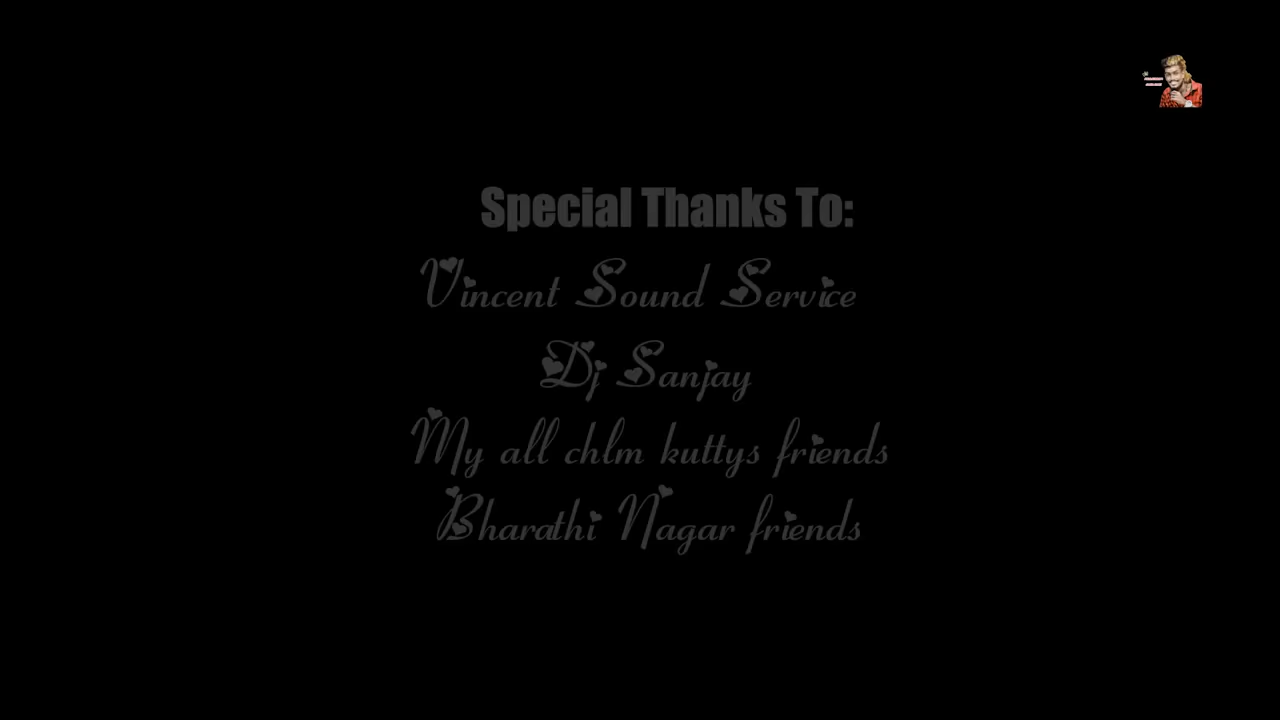 Special Thanks To:
Vincent Sound Service
Dj Sanjay
My all chlm kuttys friends
Bharathi Nagar friends